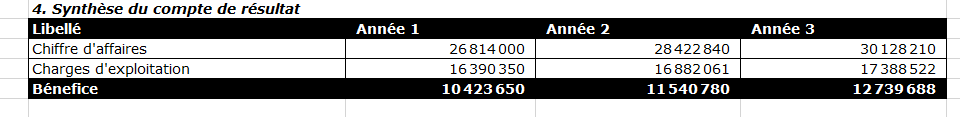 4. Synthèse du compte de résultat
Libellé Année 1 Année 2 Année 3
Chiffre d'affaires 26 814 000 28 422 840 30 128 210
Charges d'exploitation 16 390 350 16 882 061 17 388 522
Bénefice 10 423 650 11 540 780 12 739 688